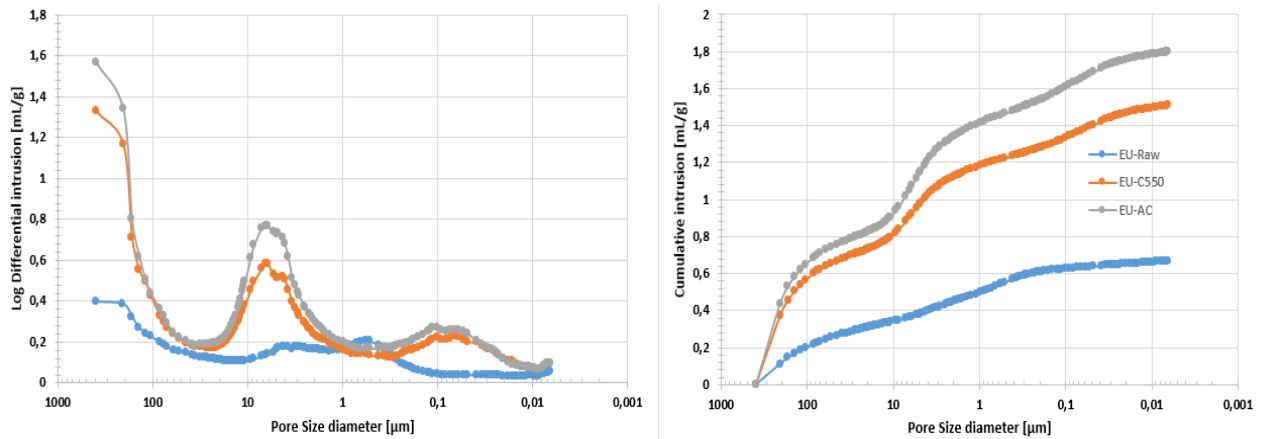 Log Differential intrusion [mL/g]
1,8
1,6
1,4
1,2
1
0,8
0,6
0,4
0,2
0
1000 100 10 1 0,1 0,01 0,001
Pore Size diameter [µm]
Cumulative intrusion [mL/g]
2
1,8
1,6
1,4
1,2
1
0,8
0,6
0,4
0,2
0
EU-Raw
EU-C550
EU-AC
1000 100 10 1 0,1 0,01 0,001
Pore Size diameter [µm]